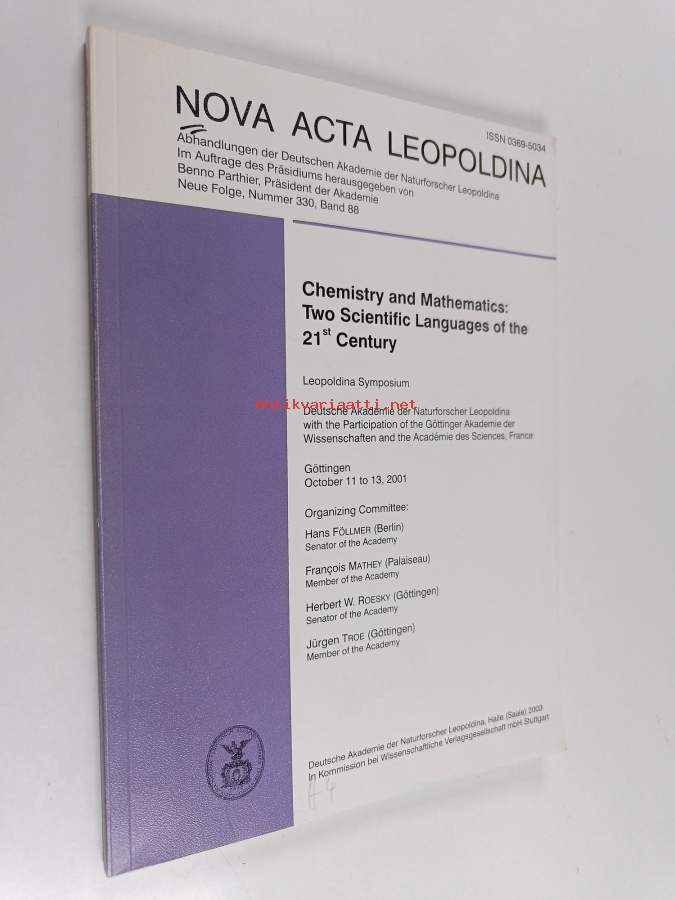 ISSN 0369-5034
NOVA ACTA LEOPOLDINA
Abhandlungen der Deutschen Akademie der Naturforscher Leopoldina
Im Auftrage des Präsidiums herausgegeben von
Benno Parthier, Präsident der Akademie
Neue Folge, Nummer 330, Band 88
Chemistry and Mathematics:
Two Scientific Languages of the
21st Century
Leopoldina Symposium
antikvariaatti.net
Deutsche Akademie der Naturforscher Leopoldina
with the Participation of the Göttinger Akademie der
Wissenschaften and the Académie des Sciences, France
Göttingen
October 11 to 13, 2001
Organizing Committee:
Hans FÖLLMER (Berlin)
Senator of the Academy
François MATHEY (Palaiseau)
Member of the Academy
Herbert W. ROESKY (Göttingen)
Senator of the Academy
Jürgen TROE (Göttingen)
Member of the Academy
Deutsche Akademie der Naturforscher Leopoldina, Halle (Saale) 2003
In Kommission bei Wissenschaftliche Verlagsgesellschaft mbH Stuttgart